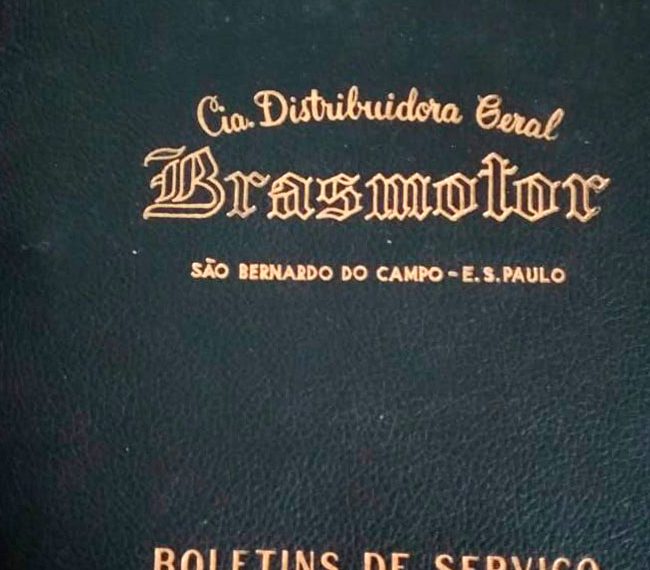 Cia. Distribuidora Geral
Brasmotor
SÃO BERNARDO DO CAMPO - E. S. PAULO
BOLETINS DE SERVIÇO